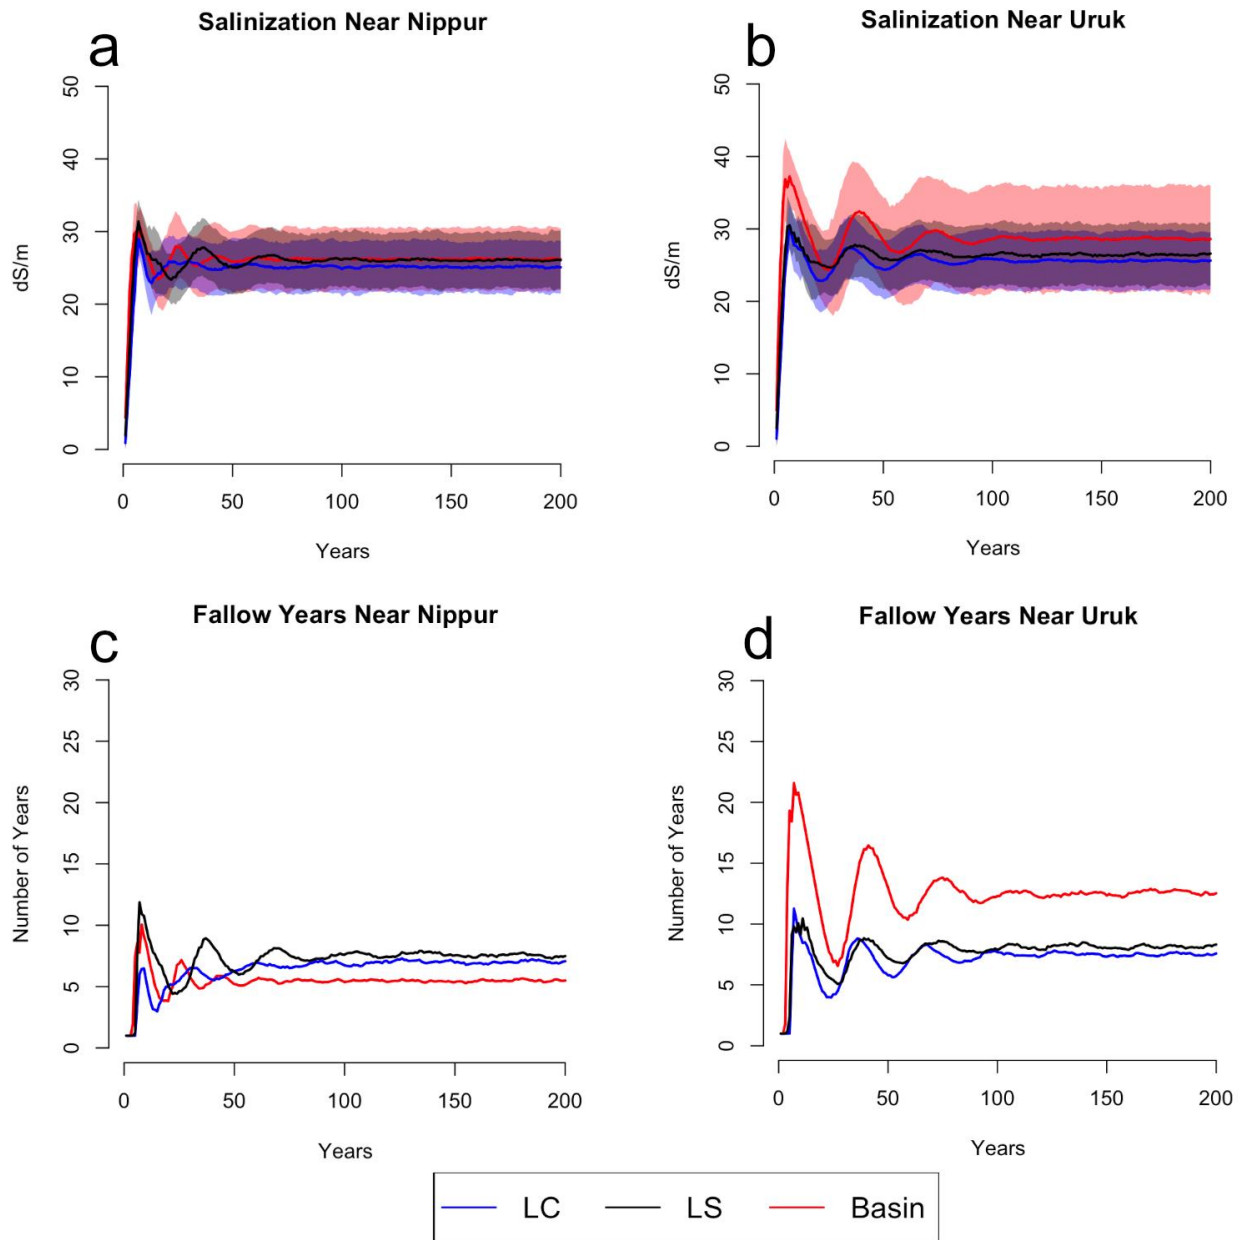 a
Salinization Near Nippur
50
40
30
20
10
0
dS/m
0 50 100 150 200
Years
b
Salinization Near Uruk
50
40
30
20
10
0
dS/m
0 50 100 150 200
Years
c
Fallow Years Near Nippur
30
25
20
15
10
5
0
Number of Years
0 50 100 150 200
Years
d
Fallow Years Near Uruk
30
25
20
15
10
5
0
Number of Years
0 50 100 150 200
Years
LC LS Basin